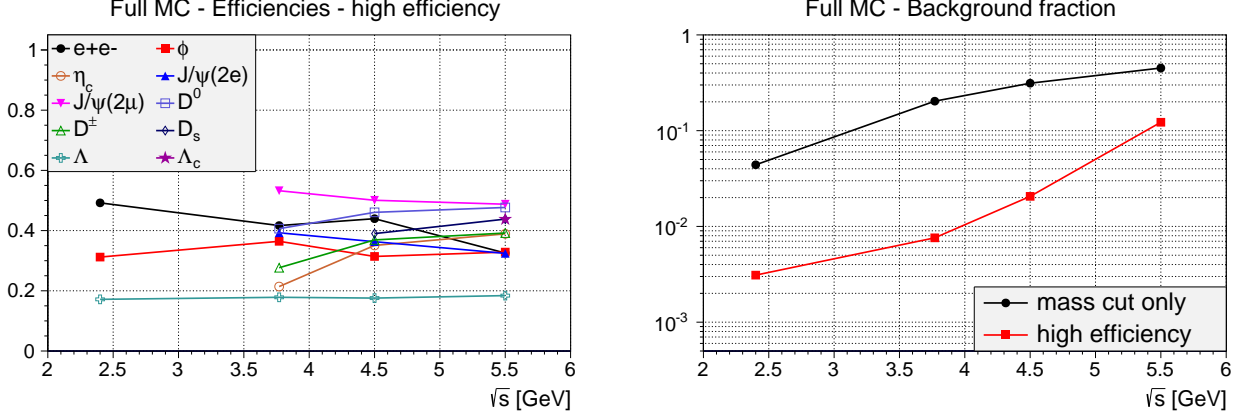 Full MC - Efficiencies - high efficiency
1
0.8
0.6
0.4
0.2
0
e+e-
ϕ
η_c
J/ψ(2e)
J/ψ(2μ)
D^0
D^±
D_s
Λ
Λ_c
2 2.5 3 3.5 4 4.5 5 5.5 6
√s [GeV]
Full MC - Background fraction
1
10^-1
10^-2
10^-3
mass cut only
high efficiency
2 2.5 3 3.5 4 4.5 5 5.5 6
√s [GeV]